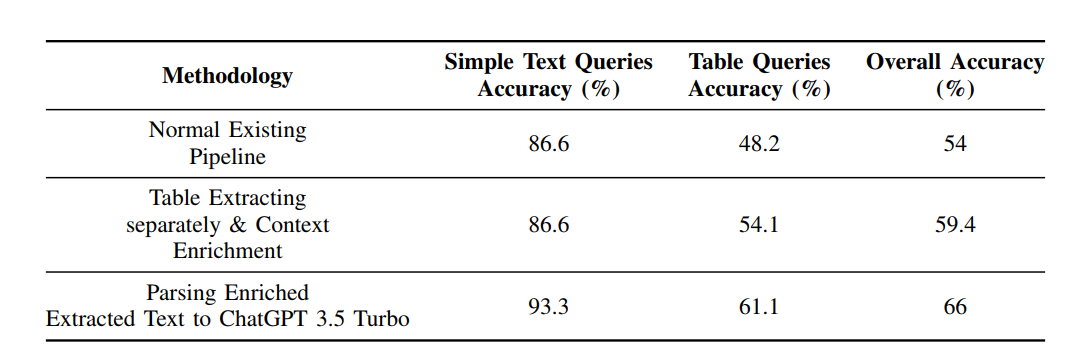 Methodology
Simple Text Queries
Accuracy (%)
Table Queries
Accuracy (%)
Overall Accuracy
(%)
Normal Existing
Pipeline
86.6
48.2
54
Table Extracting
separately & Context
Enrichment
86.6
54.1
59.4
Parsing Enriched
Extracted Text to ChatGPT 3.5 Turbo
93.3
61.1
66